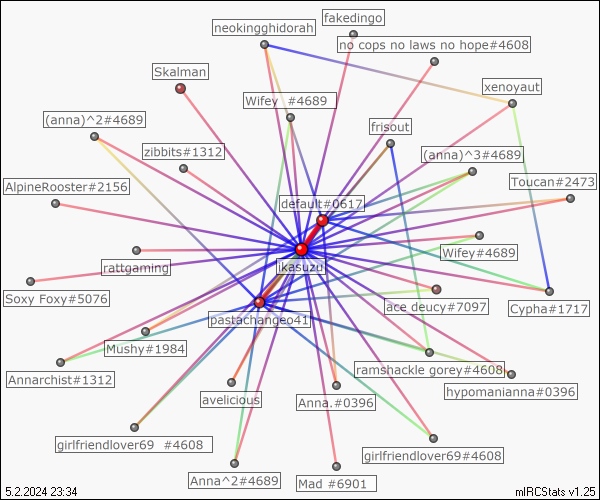 fakedingo
neokingghidorah
no cops no laws no hope#4608
Skalman
xenoyaut
Wifey  #4689
(anna)^2#4689
frisout
zibbits#1312
(anna)^3#4689
Toucan#2473
AlpineRooster#2156
default#0617
Wifey#4689
rattgaming
ikasuzu
Soxy Foxy#5076
ace deucy#7097
Cypha#1717
pastachangeo41
Mushy#1984
ramshackle gorey#4608
Annarchist#1312
hypomanianna#0396
avelicious
Anna.#0396
girlfriendlover69  #4608
girlfriendlover69#4608
Anna^2#4689
Mad #6901
5.2.2024 23:34
mIRCStats v1.25